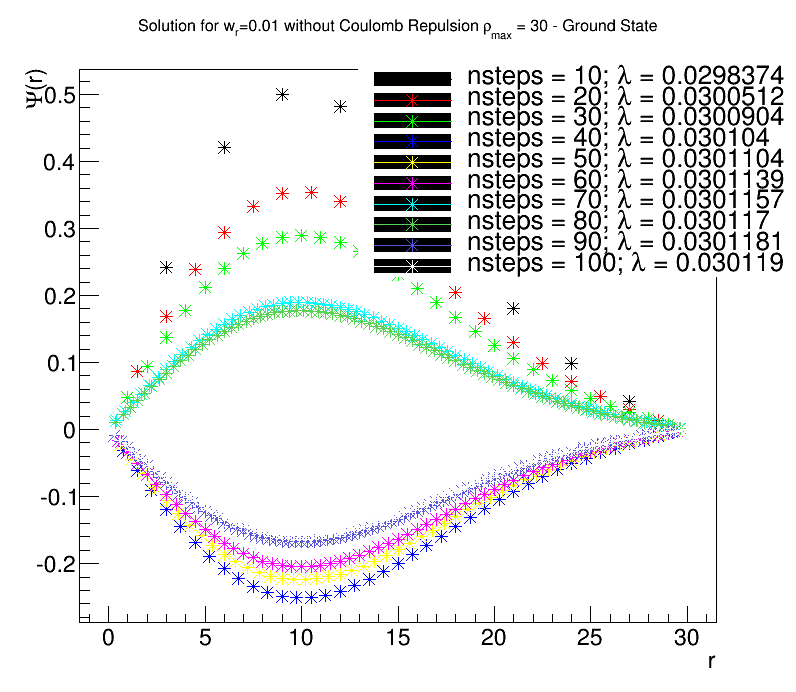 Solution for wr=0.01 without Coulomb Repulsion ρmax = 30 - Ground State
Ψ(r)
nsteps = 10; λ = 0.0298374
nsteps = 20; λ = 0.0300512
nsteps = 30; λ = 0.0300904
nsteps = 40; λ = 0.030104
nsteps = 50; λ = 0.0301104
nsteps = 60; λ = 0.0301139
nsteps = 70; λ = 0.0301157
nsteps = 80; λ = 0.030117
nsteps = 90; λ = 0.0301181
nsteps = 100; λ = 0.030119
0.5
0.4
0.3
0.2
0.1
0
-0.1
-0.2
0 5 10 15 20 25 30
r